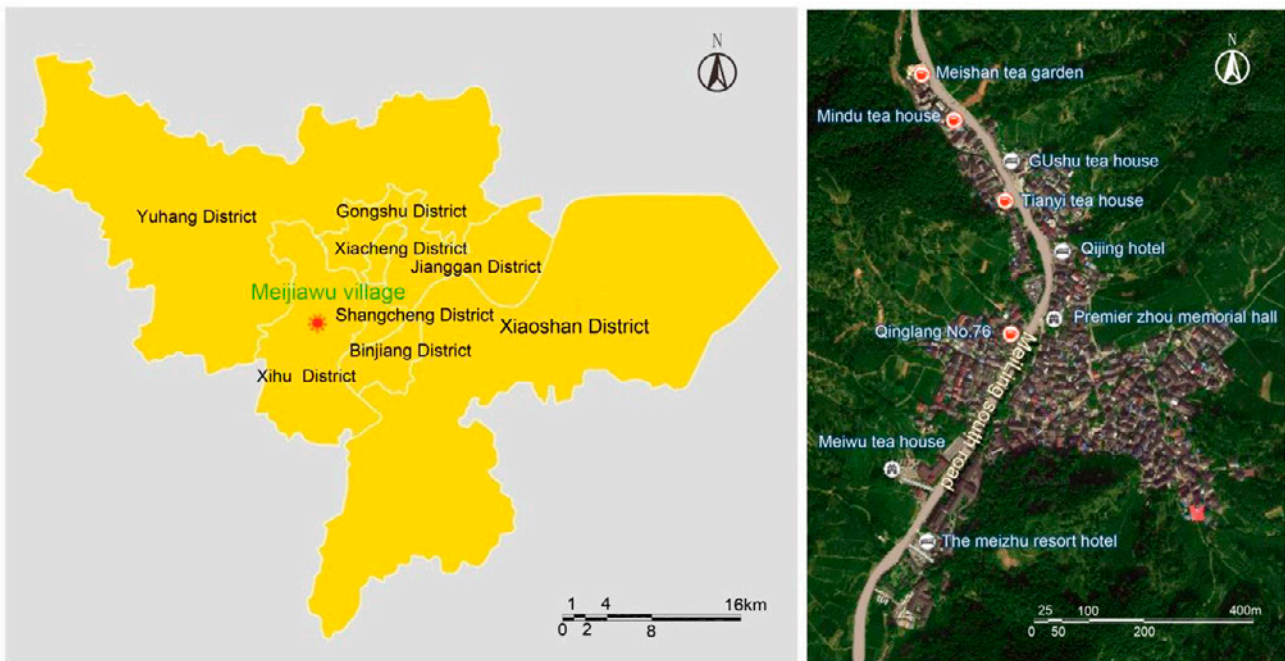 N
Yuhang District
Gongshu District
Xiacheng District
Jianggan District
Meijiawu village
Shangcheng District
Xiaoshan District
Binjiang District
Xihu District
1 4 16km
0 2 8
N
Meishan tea garden
Mindu tea house
GUshu tea house
Tianyi tea house
Qijing hotel
Premier zhou memorial hall
Qinglang No.76
MeiLing south road
Meiwu tea house
The meizhu resort hotel
25 100 400m
0 50 200